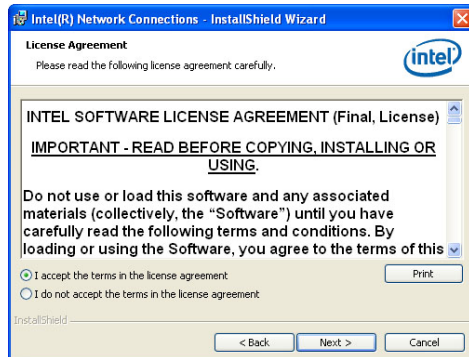 Intel(R) Network Connections - InstallShield Wizard
License Agreement
Please read the following license agreement carefully.
intel
INTEL SOFTWARE LICENSE AGREEMENT (Final, License)
IMPORTANT - READ BEFORE COPYING, INSTALLING OR
USING.
Do not use or load this software and any associated
materials (collectively, the “Software”) until you have
carefully read the following terms and conditions. By
loading or using the Software, you agree to the terms of this
I accept the terms in the license agreement
Print
I do not accept the terms in the license agreement
InstallShield
< Back
Next >
Cancel